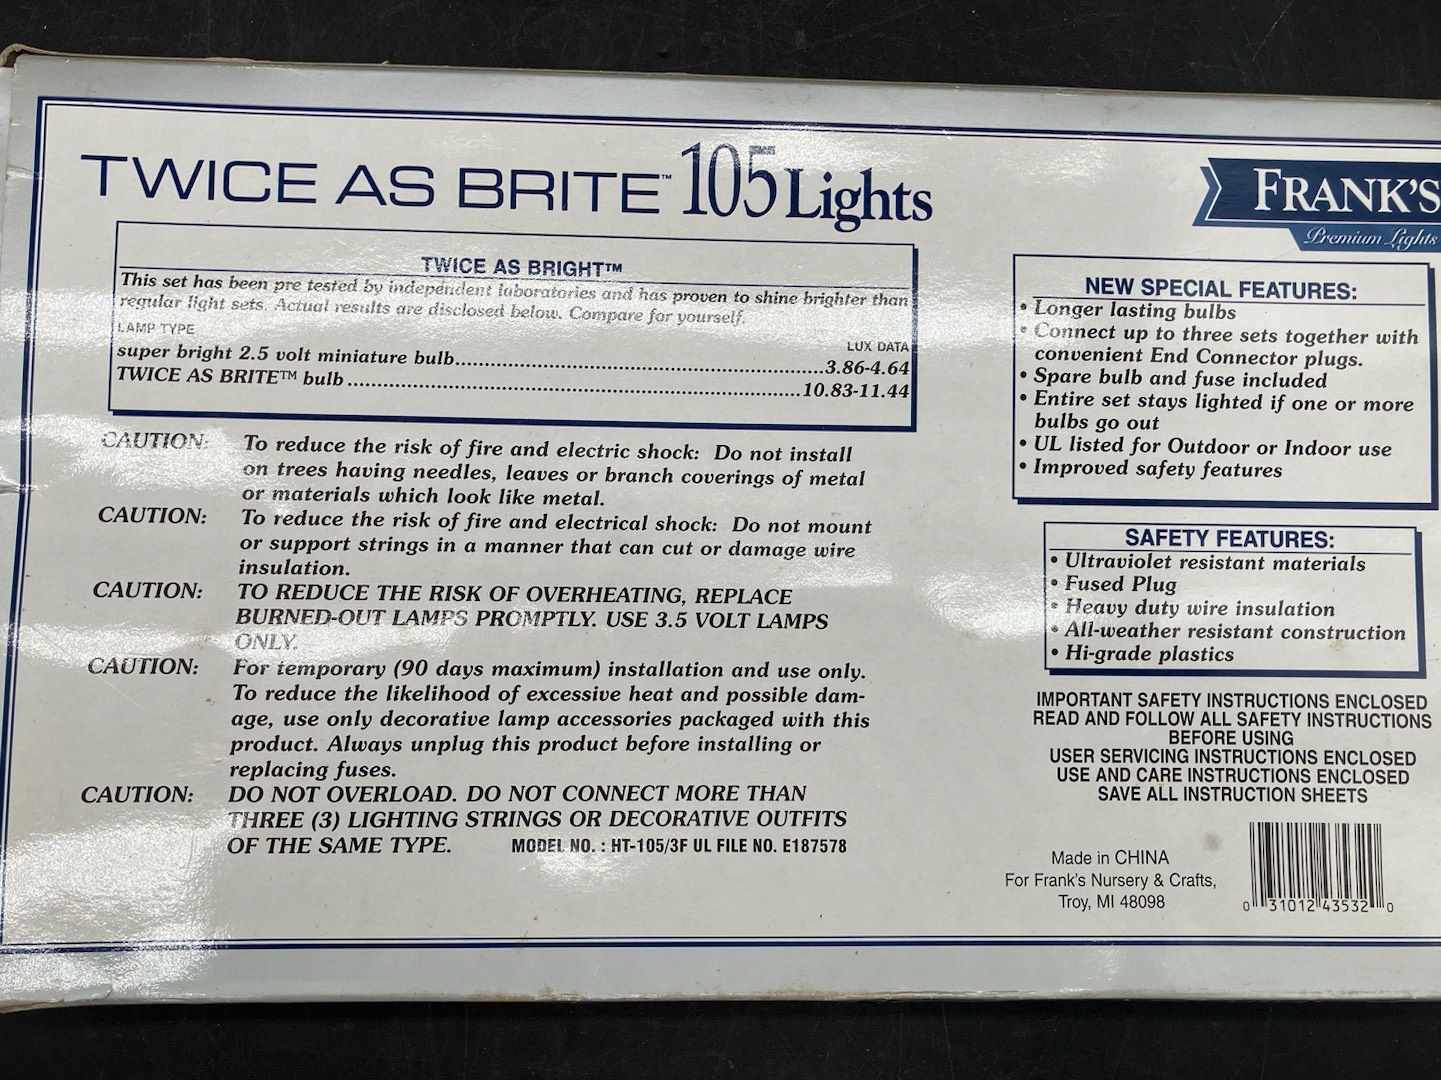 TWICE AS BRITE™ 105 Lights
FRANK'S
Premium Lights
TWICE AS BRIGHT™
This set has been pre tested by independent laboratories and has proven to shine brighter than
regular light sets. Actual results are disclosed below. Compare for yourself.
LAMP TYPE
LUX DATA
super bright 2.5 volt miniature bulb...3.86-4.64
TWICE AS BRITE™ bulb...10.83-11.44
CAUTION: To reduce the risk of fire and electric shock: Do not install
on trees having needles, leaves or branch coverings of metal
or materials which look like metal.
CAUTION: To reduce the risk of fire and electrical shock: Do not mount
or support strings in a manner that can cut or damage wire
insulation.
CAUTION: TO REDUCE THE RISK OF OVERHEATING, REPLACE
BURNED-OUT LAMPS PROMPTLY. USE 3.5 VOLT LAMPS
ONLY.
CAUTION: For temporary (90 days maximum) installation and use only.
To reduce the likelihood of excessive heat and possible dam-
age, use only decorative lamp accessories packaged with this
product. Always unplug this product before installing or
replacing fuses.
CAUTION: DO NOT OVERLOAD. DO NOT CONNECT MORE THAN
THREE (3) LIGHTING STRINGS OR DECORATIVE OUTFITS
OF THE SAME TYPE. MODEL NO. : HT-105/3F UL FILE NO. E187578
NEW SPECIAL FEATURES:
• Longer lasting bulbs
• Connect up to three sets together with
convenient End Connector plugs.
• Spare bulb and fuse included
• Entire set stays lighted if one or more
bulbs go out
• UL listed for Outdoor or Indoor use
• Improved safety features
SAFETY FEATURES:
• Ultraviolet resistant materials
• Fused Plug
• Heavy duty wire insulation
• All-weather resistant construction
• Hi-grade plastics
IMPORTANT SAFETY INSTRUCTIONS ENCLOSED
READ AND FOLLOW ALL SAFETY INSTRUCTIONS
BEFORE USING
USER SERVICING INSTRUCTIONS ENCLOSED
USE AND CARE INSTRUCTIONS ENCLOSED
SAVE ALL INSTRUCTION SHEETS
Made in CHINA
For Frank's Nursery & Crafts,
Troy, MI 48098
0 31012 43532 0